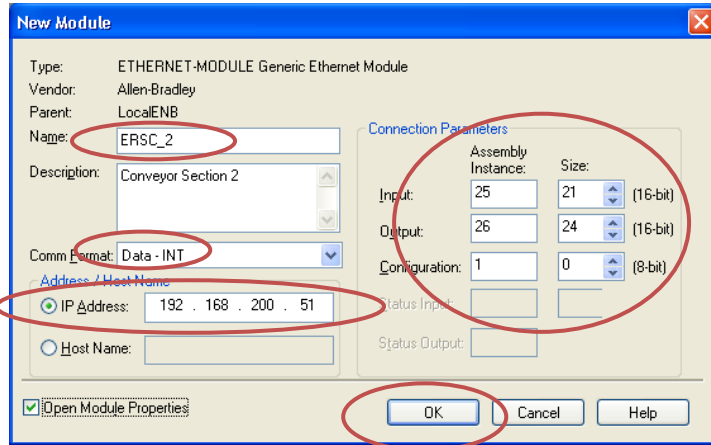 New Module
Type: ETHERNET-MODULE Generic Ethernet Module
Vendor: Allen-Bradley
Parent: LocalENB
Name: ERSC_2
Description: Conveyor Section 2
Comm Format: Data - INT
Address / Host Name
IP Address: 192 . 168 . 200 . 51
Host Name:
Connection Parameters
Assembly
Instance: Size:
Input: 25 21 (16-bit)
Output: 26 24 (16-bit)
Configuration: 1 0 (8-bit)
Status Input:
Status Output:
Open Module Properties
OK Cancel Help